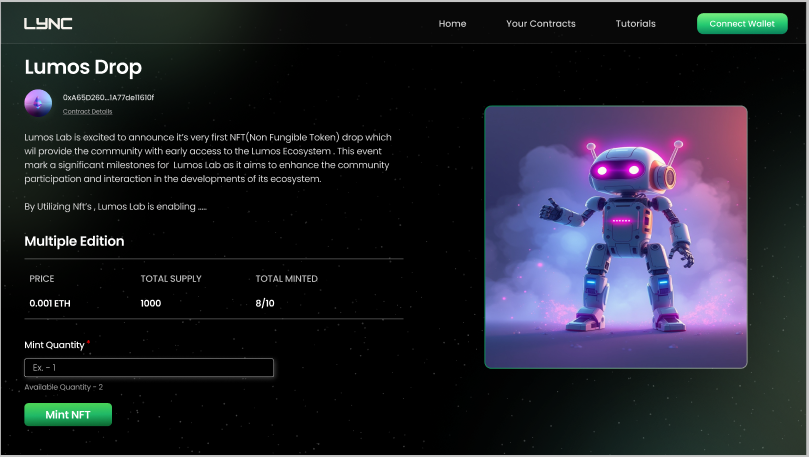 LYNC
Home
Your Contracts
Tutorials
Connect Wallet
Lumos Drop
0xA65D260...1A77de11610f
Contract Details
Lumos Lab is excited to announce it's very first NFT(Non Fungible Token) drop which
wil provide the community with early access to the Lumos Ecosystem . This event
mark a significant milestones for Lumos Lab as it aims to enhance the community
participation and interaction in the developments of its ecosystem.
By Utilizing Nft's , Lumos Lab is enabling .....
Multiple Edition
PRICE
TOTAL SUPPLY
TOTAL MINTED
0.001 ETH
1000
8/10
Mint Quantity *
Ex. - 1
Available Quantity - 2
Mint NFT